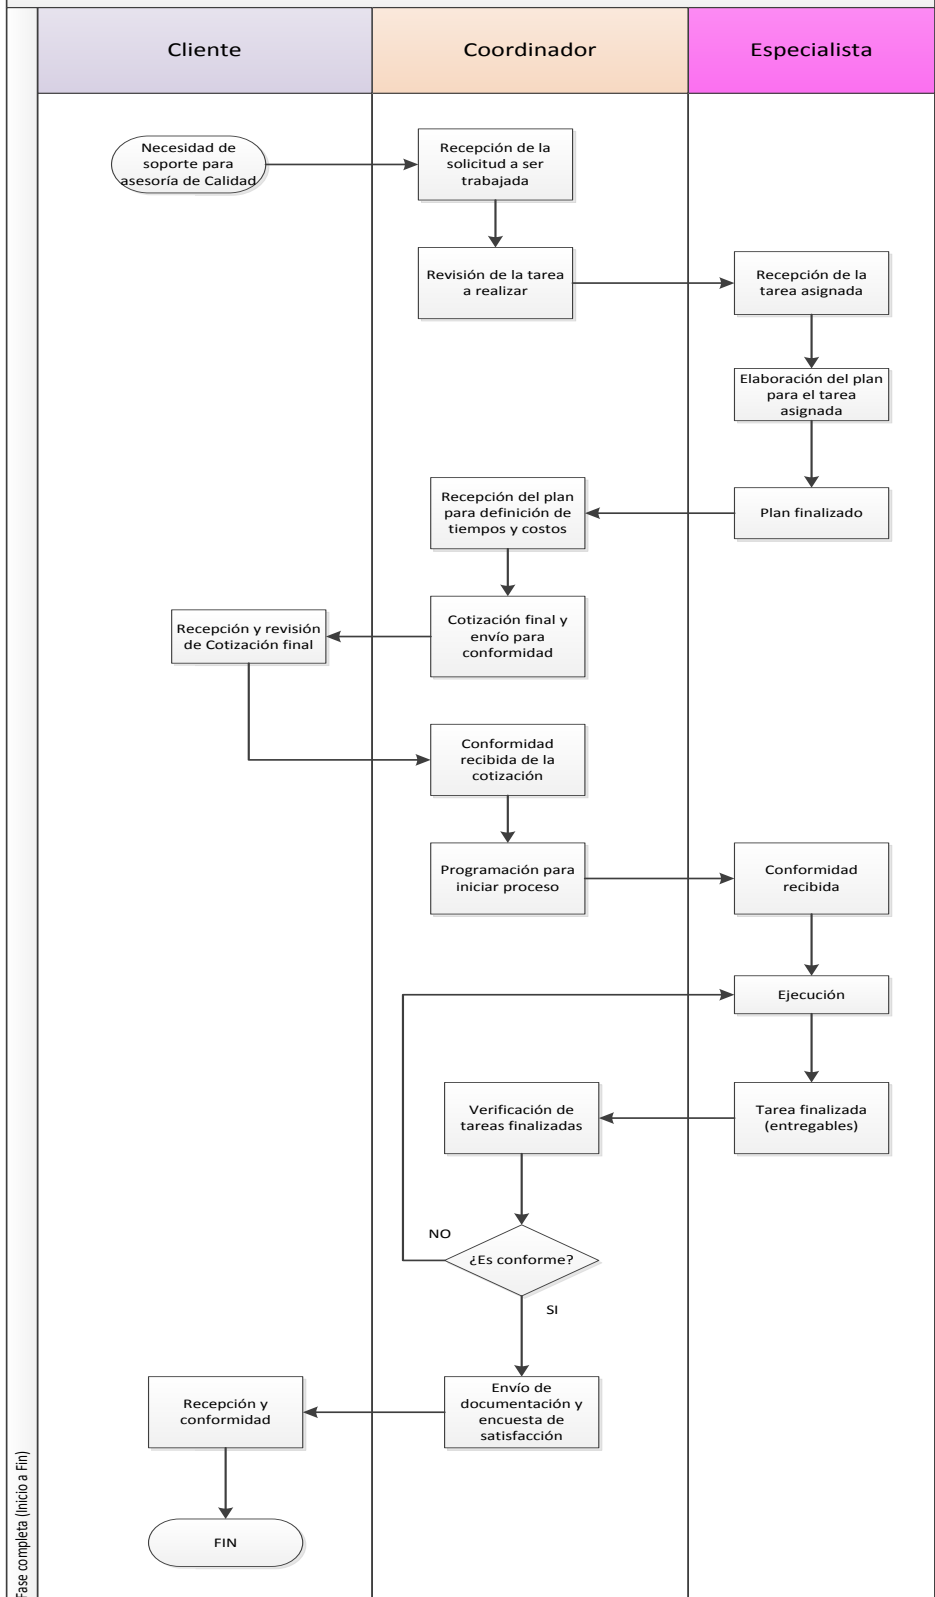 Cliente
Coordinador
Especialista
Necesidad de
soporte para
asesoría de Calidad
Recepción de la
solicitud a ser
trabajada
Revisión de la tarea
a realizar
Recepción de la
tarea asignada
Elaboración del plan
para el tarea
asignada
Plan finalizado
Recepción del plan
para definición de
tiempos y costos
Cotización final y
envío para
conformidad
Recepción y revisión
de Cotización final
Conformidad
recibida de la
cotización
Programación para
iniciar proceso
Conformidad
recibida
Ejecución
Tarea finalizada
(entregables)
Verificación de
tareas finalizadas
¿Es conforme?
NO
SI
Envío de
documentación y
encuesta de
satisfacción
Recepción y
conformidad
FIN
Fase completa (Inicio a Fin)